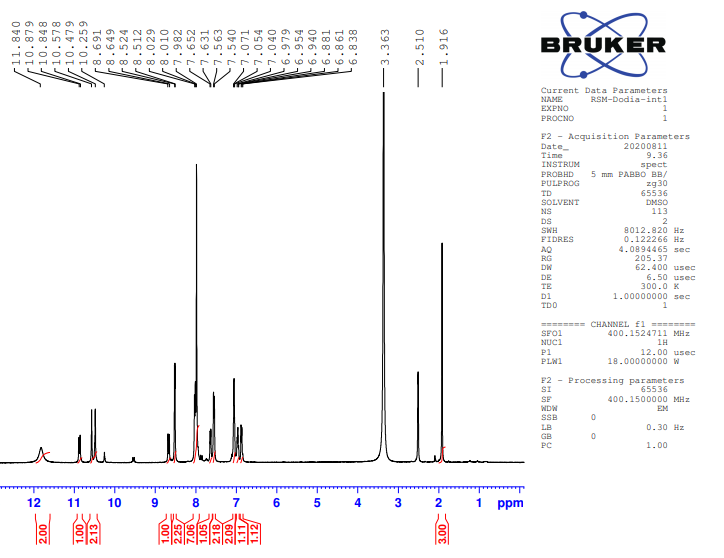 11.840
10.879
10.848
10.578
10.479
10.259
8.691
8.649
8.524
8.512
8.029
8.010
7.982
7.652
7.631
7.563
7.540
7.071
7.054
7.040
6.979
6.954
6.940
6.881
6.861
6.838
3.363
2.510
1.916
BRUKER
Current Data Parameters
NAME RSM-Dodia-int1
EXPNO 1
PROCNO 1
F2 - Acquisition Parameters
Date_ 20200811
Time 9.36
INSTRUM spect
PROBHD 5 mm PABBO BB/
PULPROG zg30
TD 65536
SOLVENT DMSO
NS 113
DS 2
SWH 8012.820 Hz
FIDRES 0.122266 Hz
AQ 4.0894465 sec
RG 205.37
DW 62.400 usec
DE 6.50 usec
TE 300.0 K
D1 1.00000000 sec
TD0 1
======== CHANNEL f1 ========
SFO1 400.1524711 MHz
NUC1 1H
P1 12.00 usec
PLW1 18.00000000 W
F2 - Processing parameters
SI 65536
SF 400.1500000 MHz
WDW EM
SSB 0
LB 0.30 Hz
GB 0
PC 1.00
12 11 10 9 8 7 6 5 4 3 2 1 ppm
2.00
1.00
2.13
1.00
2.25
7.06
1.05
2.18
2.09
1.11
1.12
3.00